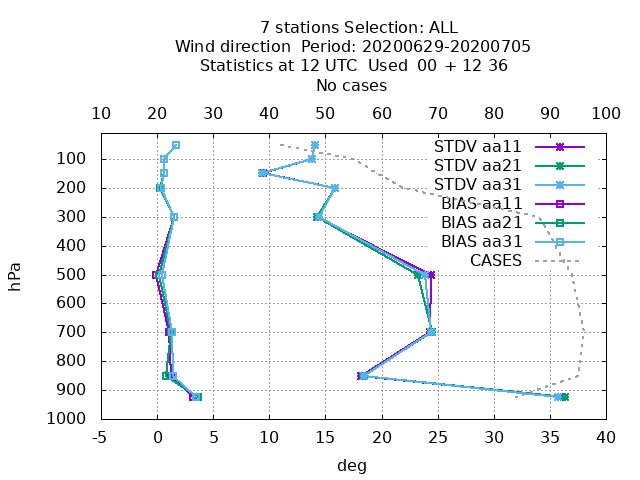 7 stations Selection: ALL
Wind direction  Period: 20200629-20200705
Statistics at 12 UTC  Used  00 + 12 36
No cases
10 20 30 40 50 60 70 80 90 100
STDV aa11
STDV aa21
STDV aa31
BIAS aa11
BIAS aa21
BIAS aa31
CASES
100
200
300
400
500
600
700
800
900
1000
hPa
-5 0 5 10 15 20 25 30 35 40
deg